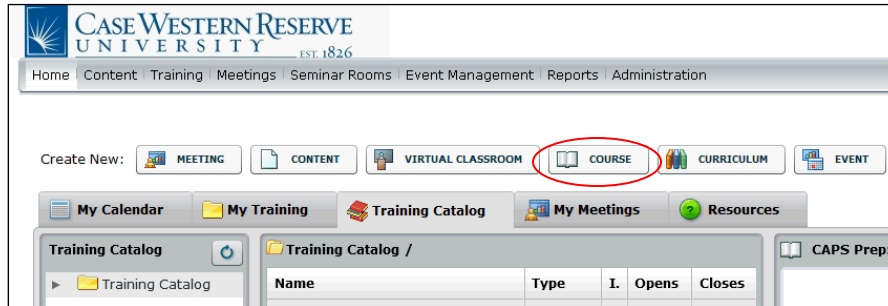 CASE WESTERN RESERVE
UNIVERSITY EST. 1826
Home Content Training Meetings Seminar Rooms Event Management Reports Administration
Create New: MEETING CONTENT VIRTUAL CLASSROOM COURSE CURRICULUM EVENT
My Calendar My Training Training Catalog My Meetings ? Resources
Training Catalog Training Catalog / CAPS Prep:
Training Catalog Name Type I. Opens Closes